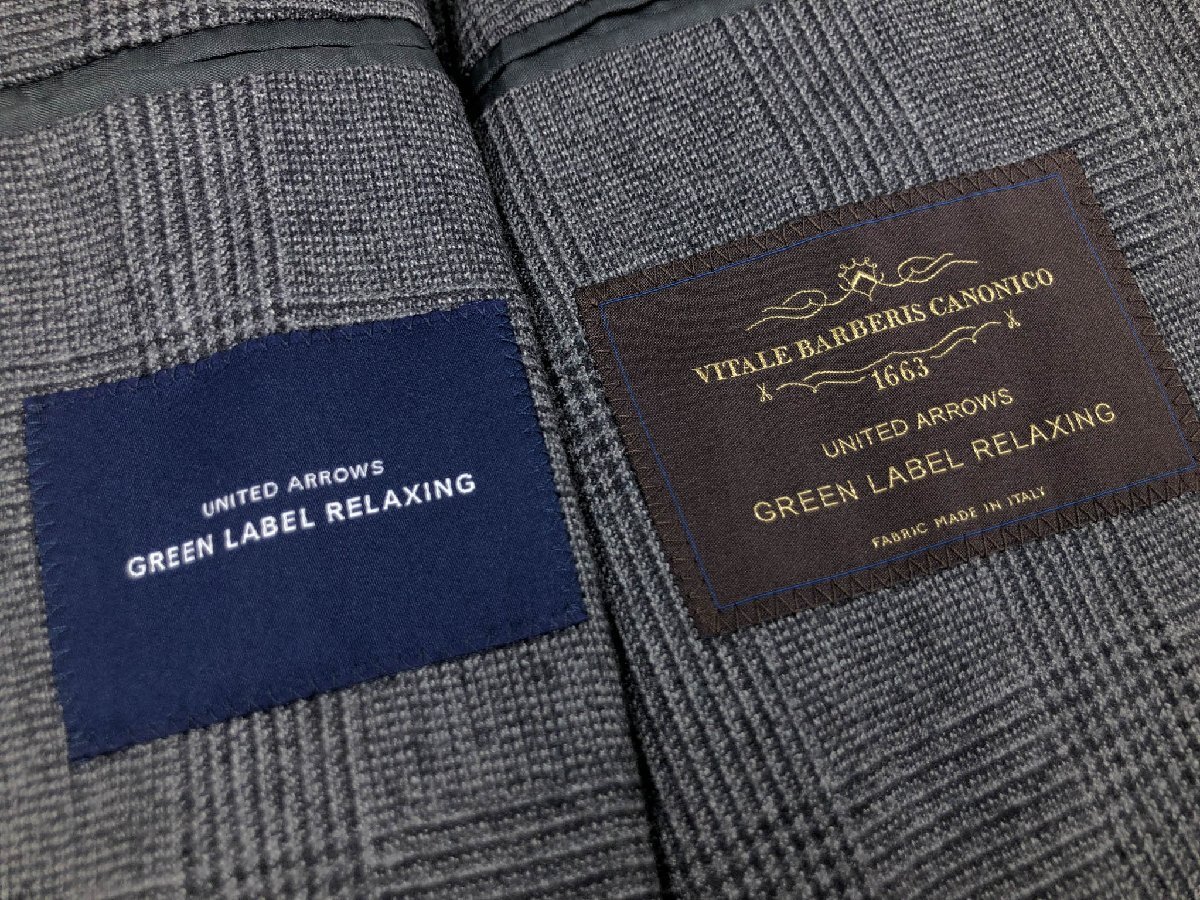 UNITED ARROWS
GREEN LABEL RELAXING
VITALE BARBERIS CANONICO
1663
UNITED ARROWS
GREEN LABEL RELAXING
FABRIC MADE IN ITALY